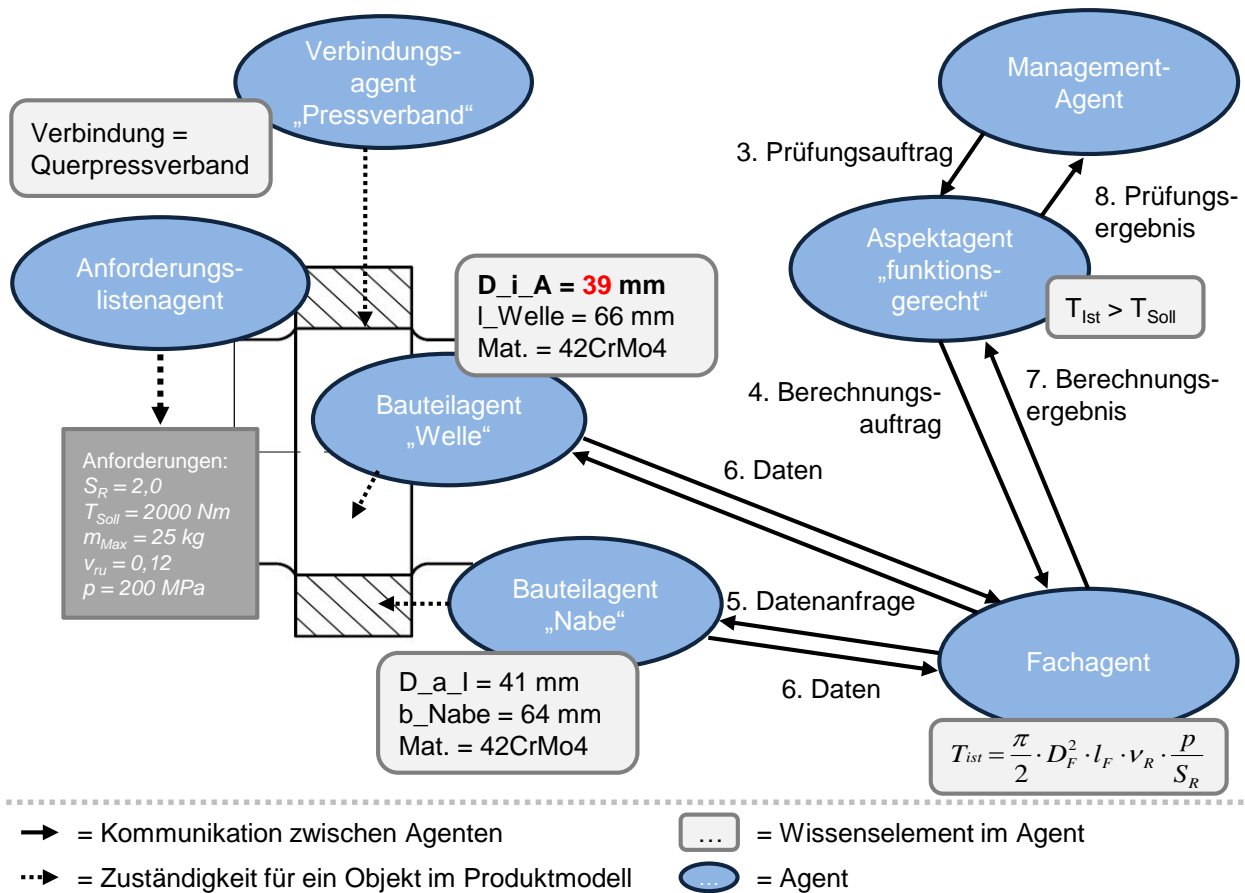 Verbindungs-
agent
„Pressverband“
Management-
Agent
Verbindung =
Querpressverband
3. Prüfungsauftrag
8. Prüfungs-
ergebnis
Anforderungs-
listenagent
Aspektagent
„funktions-
gerecht“
D_i_A = 39 mm
l_Welle = 66 mm
Mat. = 42CrMo4
T_Ist > T_Soll
4. Berechnungs-
auftrag
7. Berechnungs-
ergebnis
Bauteilagent
„Welle“
Anforderungen:
S_R = 2,0
T_Soll = 2000 Nm
m_Max = 25 kg
ν_ru = 0,12
p = 200 MPa
6. Daten
Bauteilagent
„Nabe“
5. Datenanfrage
Fachagent
6. Daten
D_a_I = 41 mm
b_Nabe = 64 mm
Mat. = 42CrMo4
T_ist = π/2 · D_F^2 · l_F · ν_R · p/S_R
= Kommunikation zwischen Agenten
... = Wissenselement im Agent
= Zuständigkeit für ein Objekt im Produktmodell
... = Agent